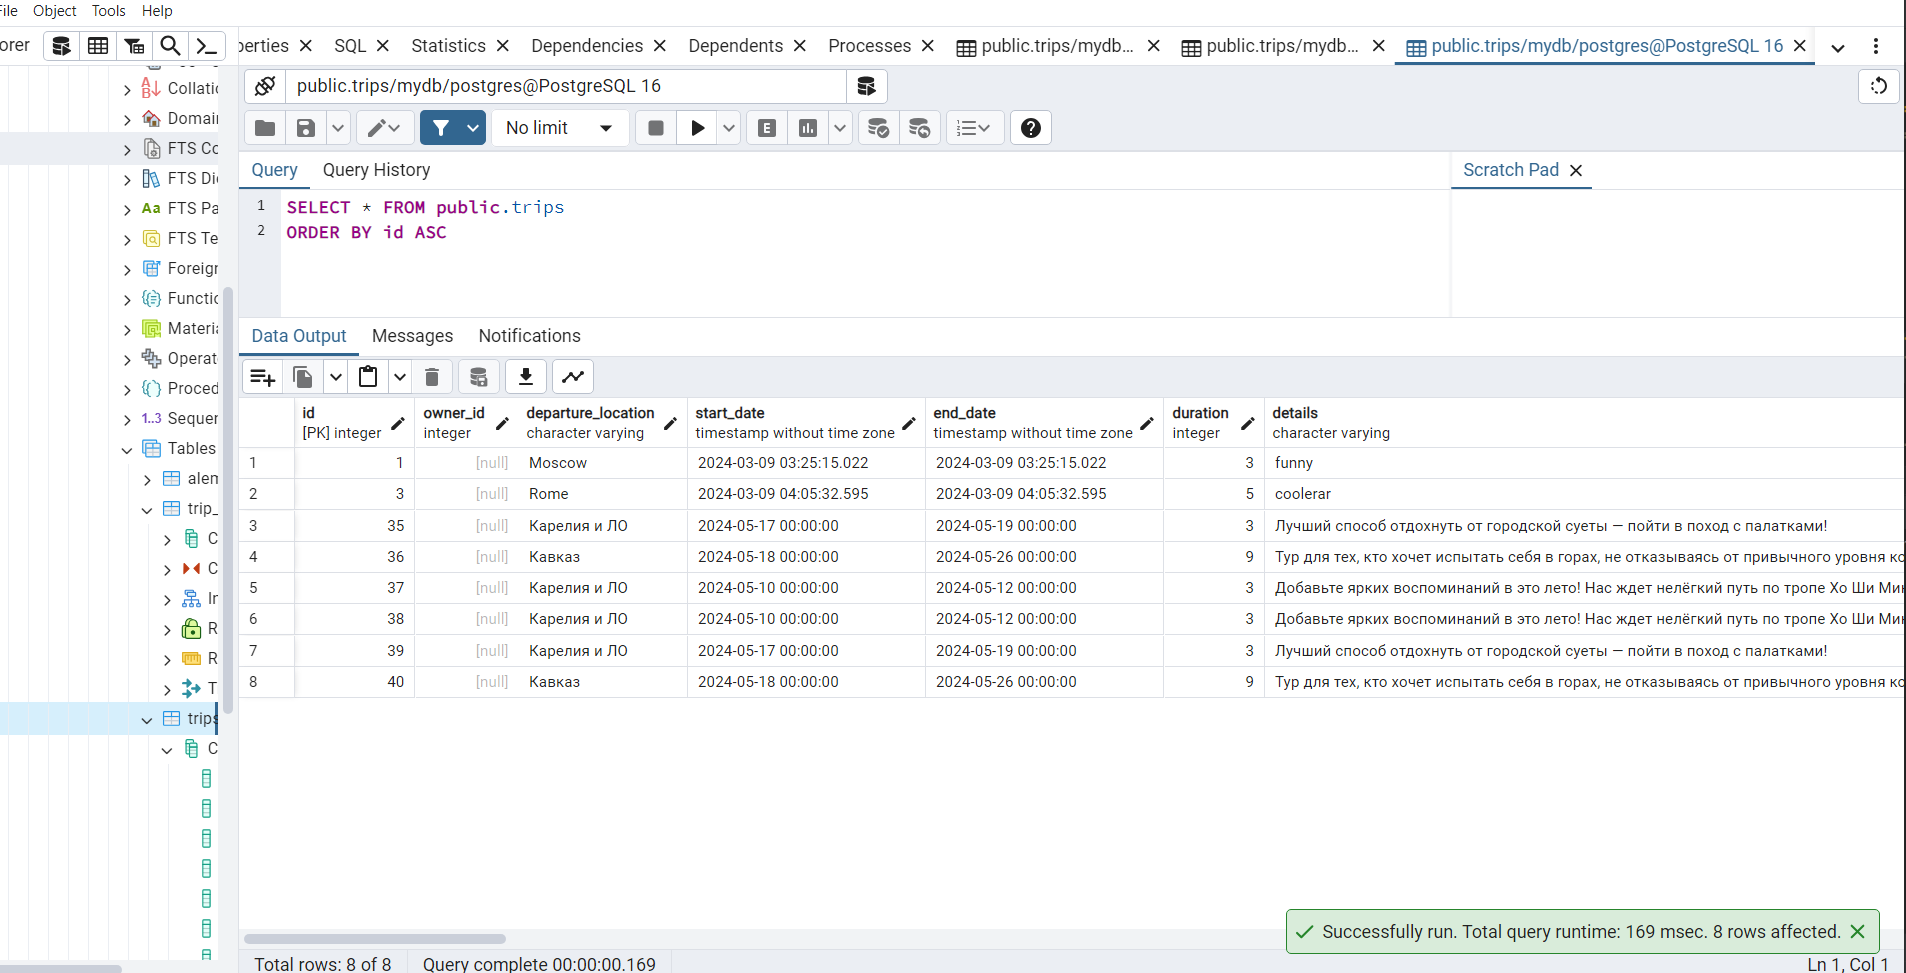 File Object Tools Help
orer perties SQL Statistics Dependencies Dependents Processes public.trips/mydb... public.trips/mydb... public.trips/mydb/postgres@PostgreSQL 16
public.trips/mydb/postgres@PostgreSQL 16
No limit
E
Query Query History
Scratch Pad
1 SELECT * FROM public.trips
2 ORDER BY id ASC
Collatic
Domai
FTS Co
FTS Di
Aa FTS Pa
FTS Te
Foreigr
Functic
Materia
Operat
Proced
1..3 Sequer
Tables
alem
trip_
C
C
In
R
R
T
trips
C
Data Output Messages Notifications
id owner_id departure_location start_date end_date duration details
[PK] integer integer character varying timestamp without time zone timestamp without time zone integer character varying
1 1 [null] Moscow 2024-03-09 03:25:15.022 2024-03-09 03:25:15.022 3 funny
2 3 [null] Rome 2024-03-09 04:05:32.595 2024-03-09 04:05:32.595 5 coolerar
3 35 [null] Карелия и ЛО 2024-05-17 00:00:00 2024-05-19 00:00:00 3 Лучший способ отдохнуть от городской суеты — пойти в поход с палатками!
4 36 [null] Кавказ 2024-05-18 00:00:00 2024-05-26 00:00:00 9 Тур для тех, кто хочет испытать себя в горах, не отказываясь от привычного уровня ко
5 37 [null] Карелия и ЛО 2024-05-10 00:00:00 2024-05-12 00:00:00 3 Добавьте ярких воспоминаний в это лето! Нас ждет нелёгкий путь по тропе Хо Ши Мин
6 38 [null] Карелия и ЛО 2024-05-10 00:00:00 2024-05-12 00:00:00 3 Добавьте ярких воспоминаний в это лето! Нас ждет нелёгкий путь по тропе Хо Ши Мин
7 39 [null] Карелия и ЛО 2024-05-17 00:00:00 2024-05-19 00:00:00 3 Лучший способ отдохнуть от городской суеты — пойти в поход с палатками!
8 40 [null] Кавказ 2024-05-18 00:00:00 2024-05-26 00:00:00 9 Тур для тех, кто хочет испытать себя в горах, не отказываясь от привычного уровня ко
Successfully run. Total query runtime: 169 msec. 8 rows affected.
Total rows: 8 of 8 Query complete 00:00:00.169 Ln 1, Col 1